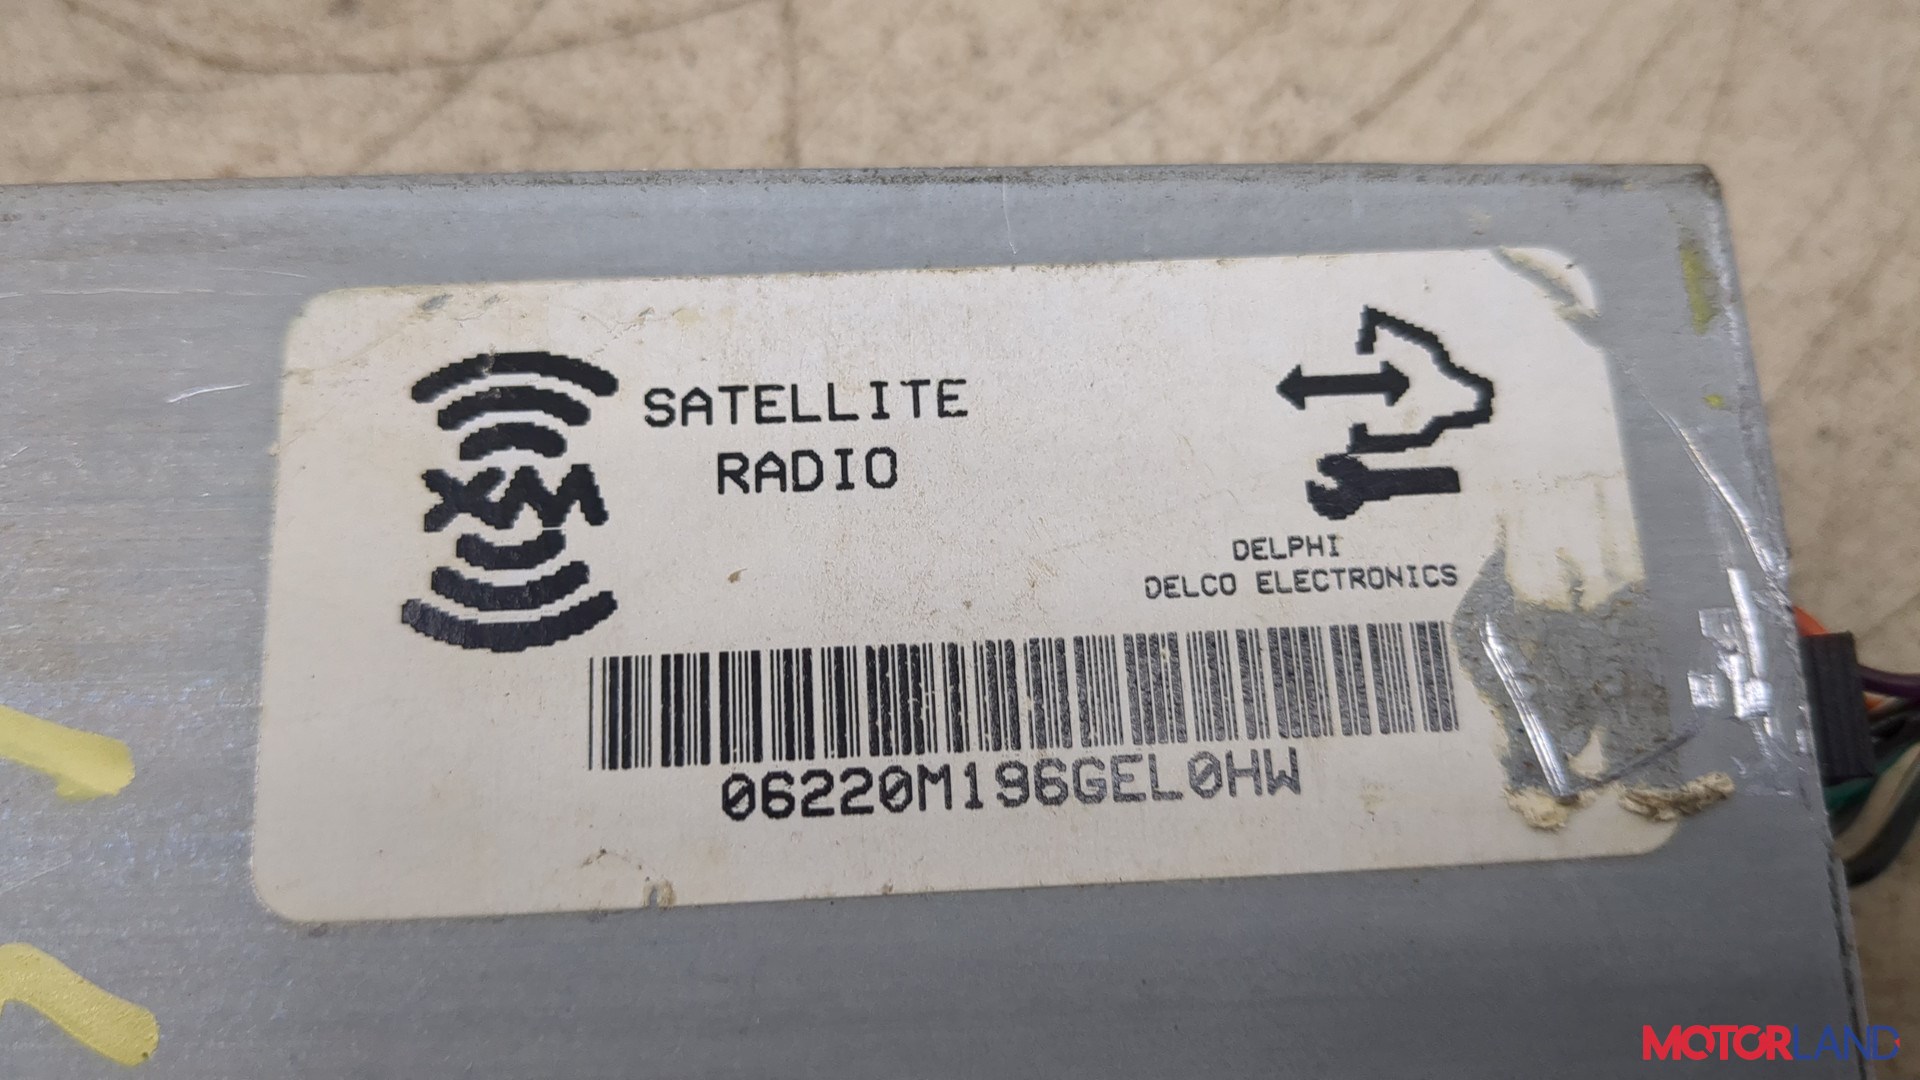 XM
SATELLITE
RADIO
DELPHI
DELCO ELECTRONICS
06220M196GEL0HW
MOTORLAND